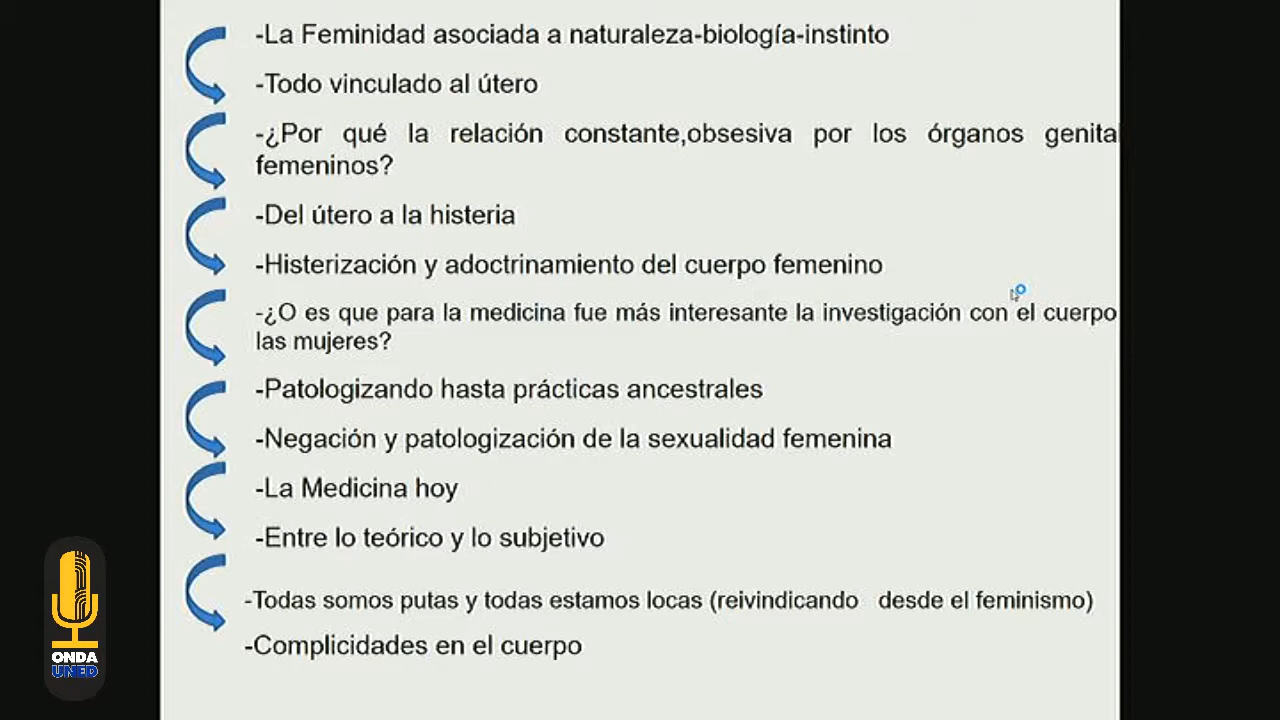 -La Feminidad asociada a naturaleza-biología-instinto
-Todo vinculado al útero
-¿Por qué la relación constante,obsesiva por los órganos genital
femeninos?
-Del útero a la histeria
-Histerización y adoctrinamiento del cuerpo femenino
-¿O es que para la medicina fue más interesante la investigación con el cuerpo
las mujeres?
-Patologizando hasta prácticas ancestrales
-Negación y patologización de la sexualidad femenina
-La Medicina hoy
-Entre lo teórico y lo subjetivo
-Todas somos putas y todas estamos locas (reivindicando desde el feminismo)
-Complicidades en el cuerpo
ONDA
UNED